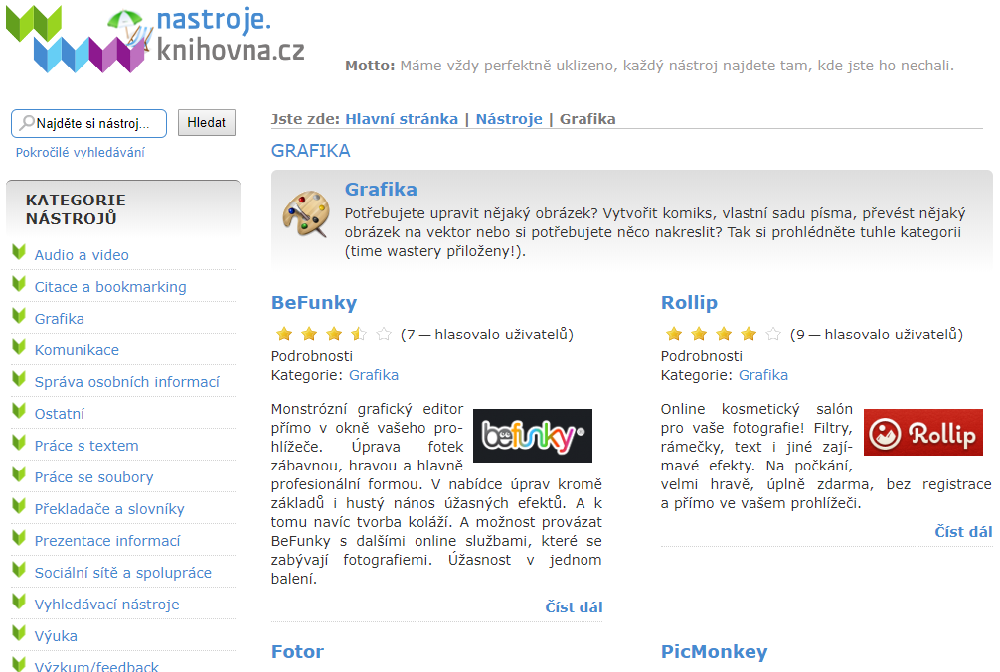 nastroje.
knihovna.cz
Motto: Máme vždy perfektně uklizeno, každý nástroj najdete tam, kde jste ho nechali.
Najděte si nástroj...
Hledat
Pokročilé vyhledávání
KATEGORIE
NÁSTROJŮ
Audio a video
Citace a bookmarking
Grafika
Komunikace
Správa osobních informací
Ostatní
Práce s textem
Práce se soubory
Překladače a slovníky
Prezentace informací
Sociální sítě a spolupráce
Vyhledávací nástroje
Výuka
Výzkum/feedback
Jste zde: Hlavní stránka | Nástroje | Grafika
GRAFIKA
Grafika
Potřebujete upravit nějaký obrázek? Vytvořit komiks, vlastní sadu písma, převést nějaký
obrázek na vektor nebo si potřebujete něco nakreslit? Tak si prohlédněte tuhle kategorii
(time wastery přiloženy!).
BeFunky
(7 — hlasovalo uživatelů)
Podrobnosti
Kategorie: Grafika
Monstrózní grafický editor
přímo v okně vašeho pro-
hlížeče. Úprava fotek
zábavnou, hravou a hlavně
profesionální formou. V nabídce úprav kromě
základů i hustý nános úžasných efektů. A k
tomu navíc tvorba koláží. A možnost provázat
BeFunky s dalšími online službami, které se
zabývají fotografiemi. Úžasnost v jednom
balení.
befunky®
Číst dál
Rollip
(9 — hlasovalo uživatelů)
Podrobnosti
Kategorie: Grafika
Online kosmetický salón
pro vaše fotografie! Filtry,
rámečky, text i jiné zají-
mavé efekty. Na počkání,
velmi hravě, úplně zdarma, bez registrace
a přímo ve vašem prohlížeči.
Rollip
Číst dál
Fotor
PicMonkey